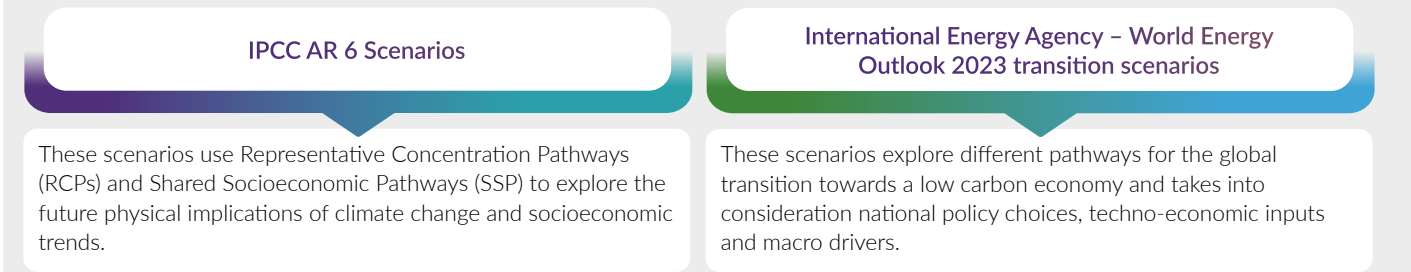 IPCC AR 6 Scenarios
These scenarios use Representative Concentration Pathways
(RCPs) and Shared Socioeconomic Pathways (SSP) to explore the
future physical implications of climate change and socioeconomic
trends.
International Energy Agency – World Energy
Outlook 2023 transition scenarios
These scenarios explore different pathways for the global
transition towards a low carbon economy and takes into
consideration national policy choices, techno-economic inputs
and macro drivers.